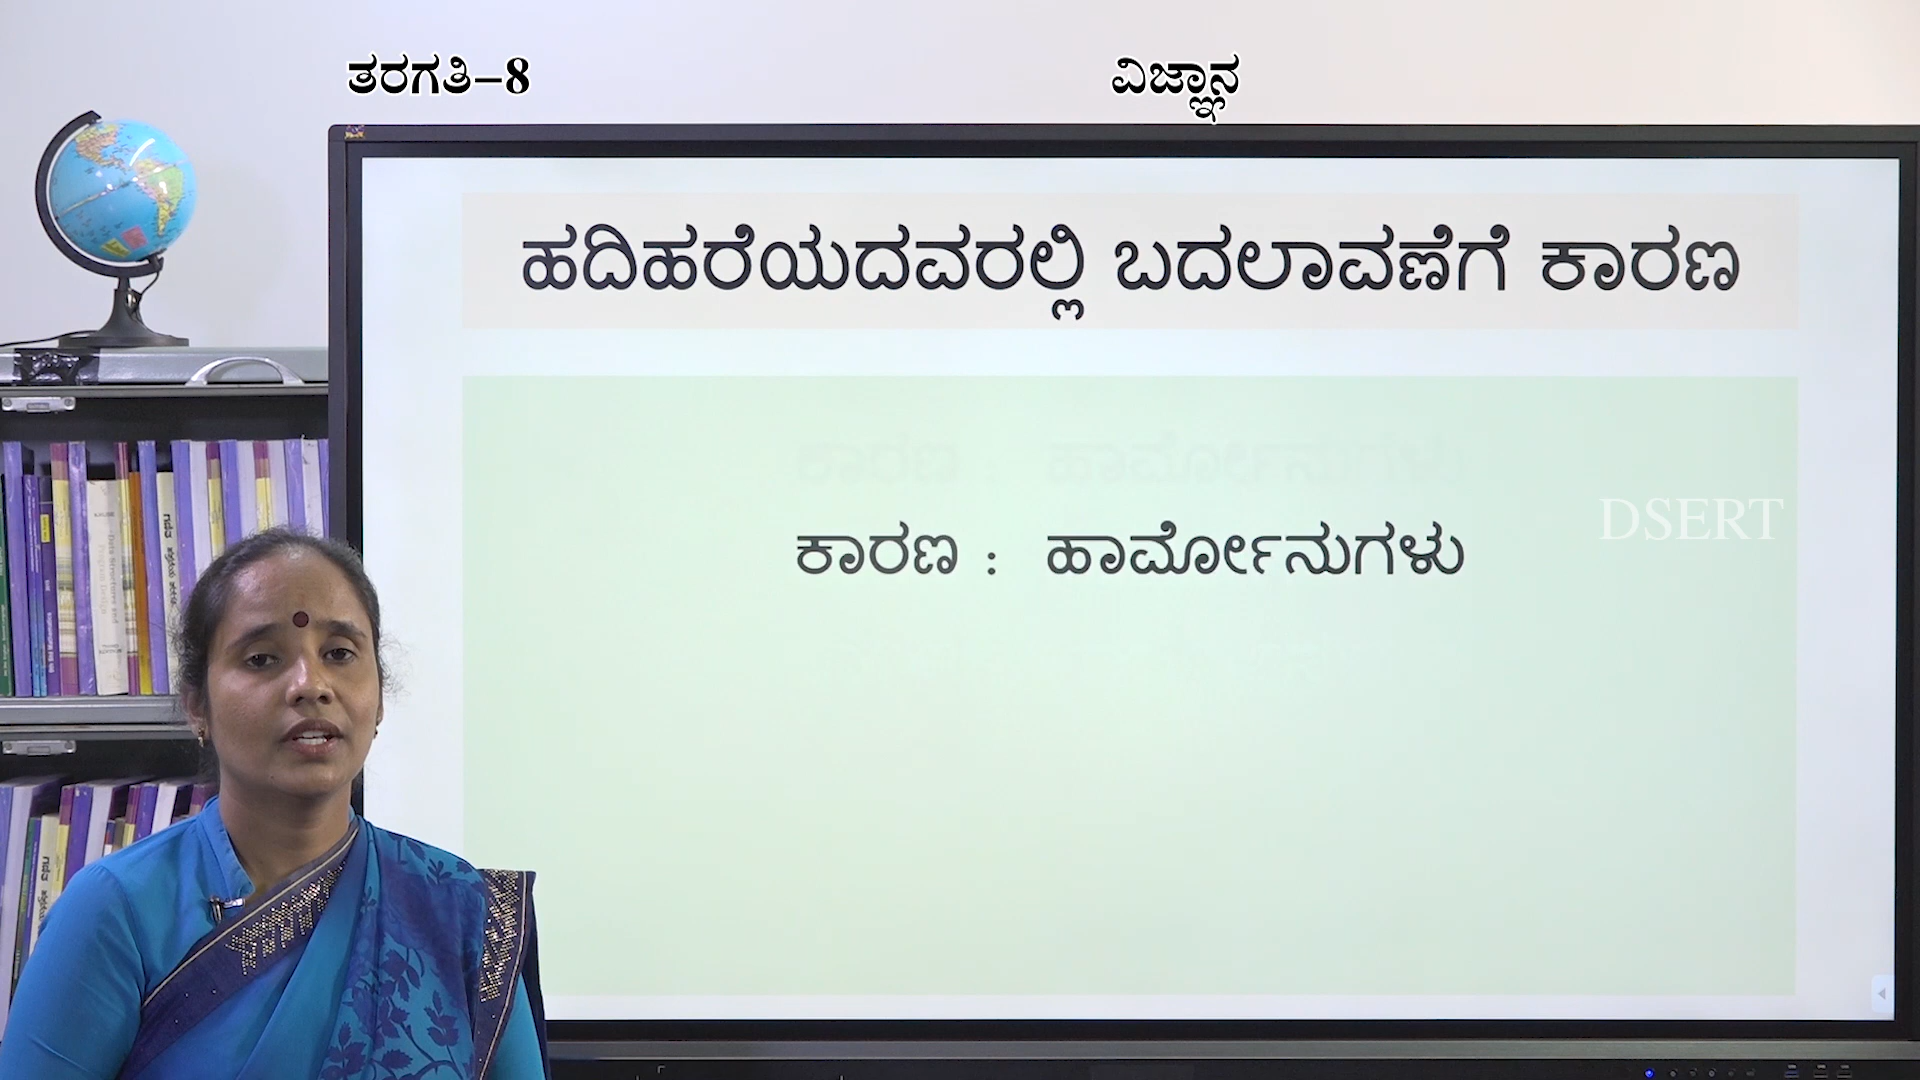 ತರಗತಿ–8
ವಿಜ್ಞಾನ
ಹದಿಹರೆಯದವರಲ್ಲಿ ಬದಲಾವಣೆಗೆ ಕಾರಣ
ಕಾರಣ : ಹಾರ್ಮೋನುಗಳು
DSERT